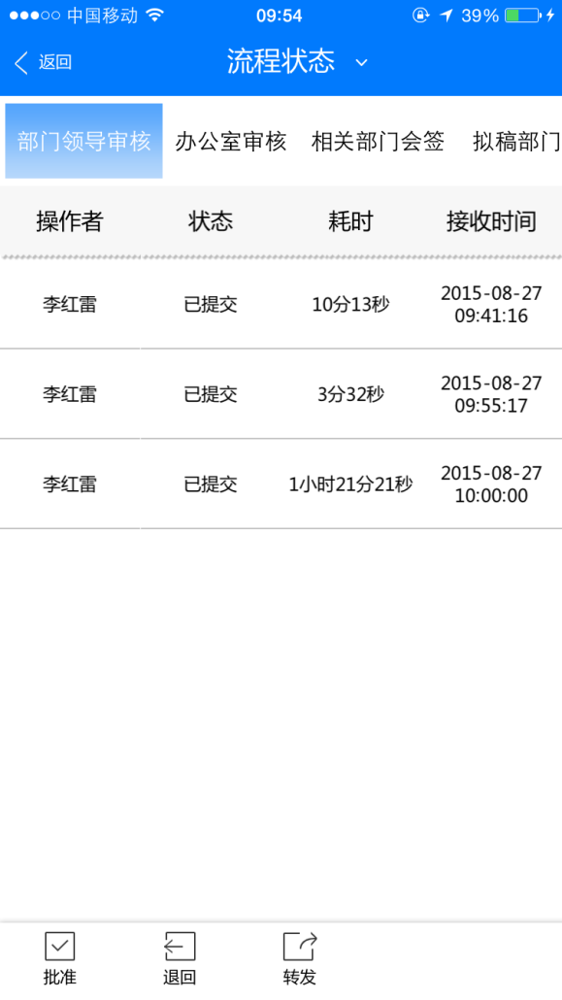 中国移动 09:54 39%
返回 流程状态
部门领导审核 办公室审核 相关部门会签 拟稿部门
操作者 状态 耗时 接收时间
李红雷 已提交 10分13秒 2015-08-27 09:41:16
李红雷 已提交 3分32秒 2015-08-27 09:55:17
李红雷 已提交 1小时21分21秒 2015-08-27 10:00:00
批准 退回 转发